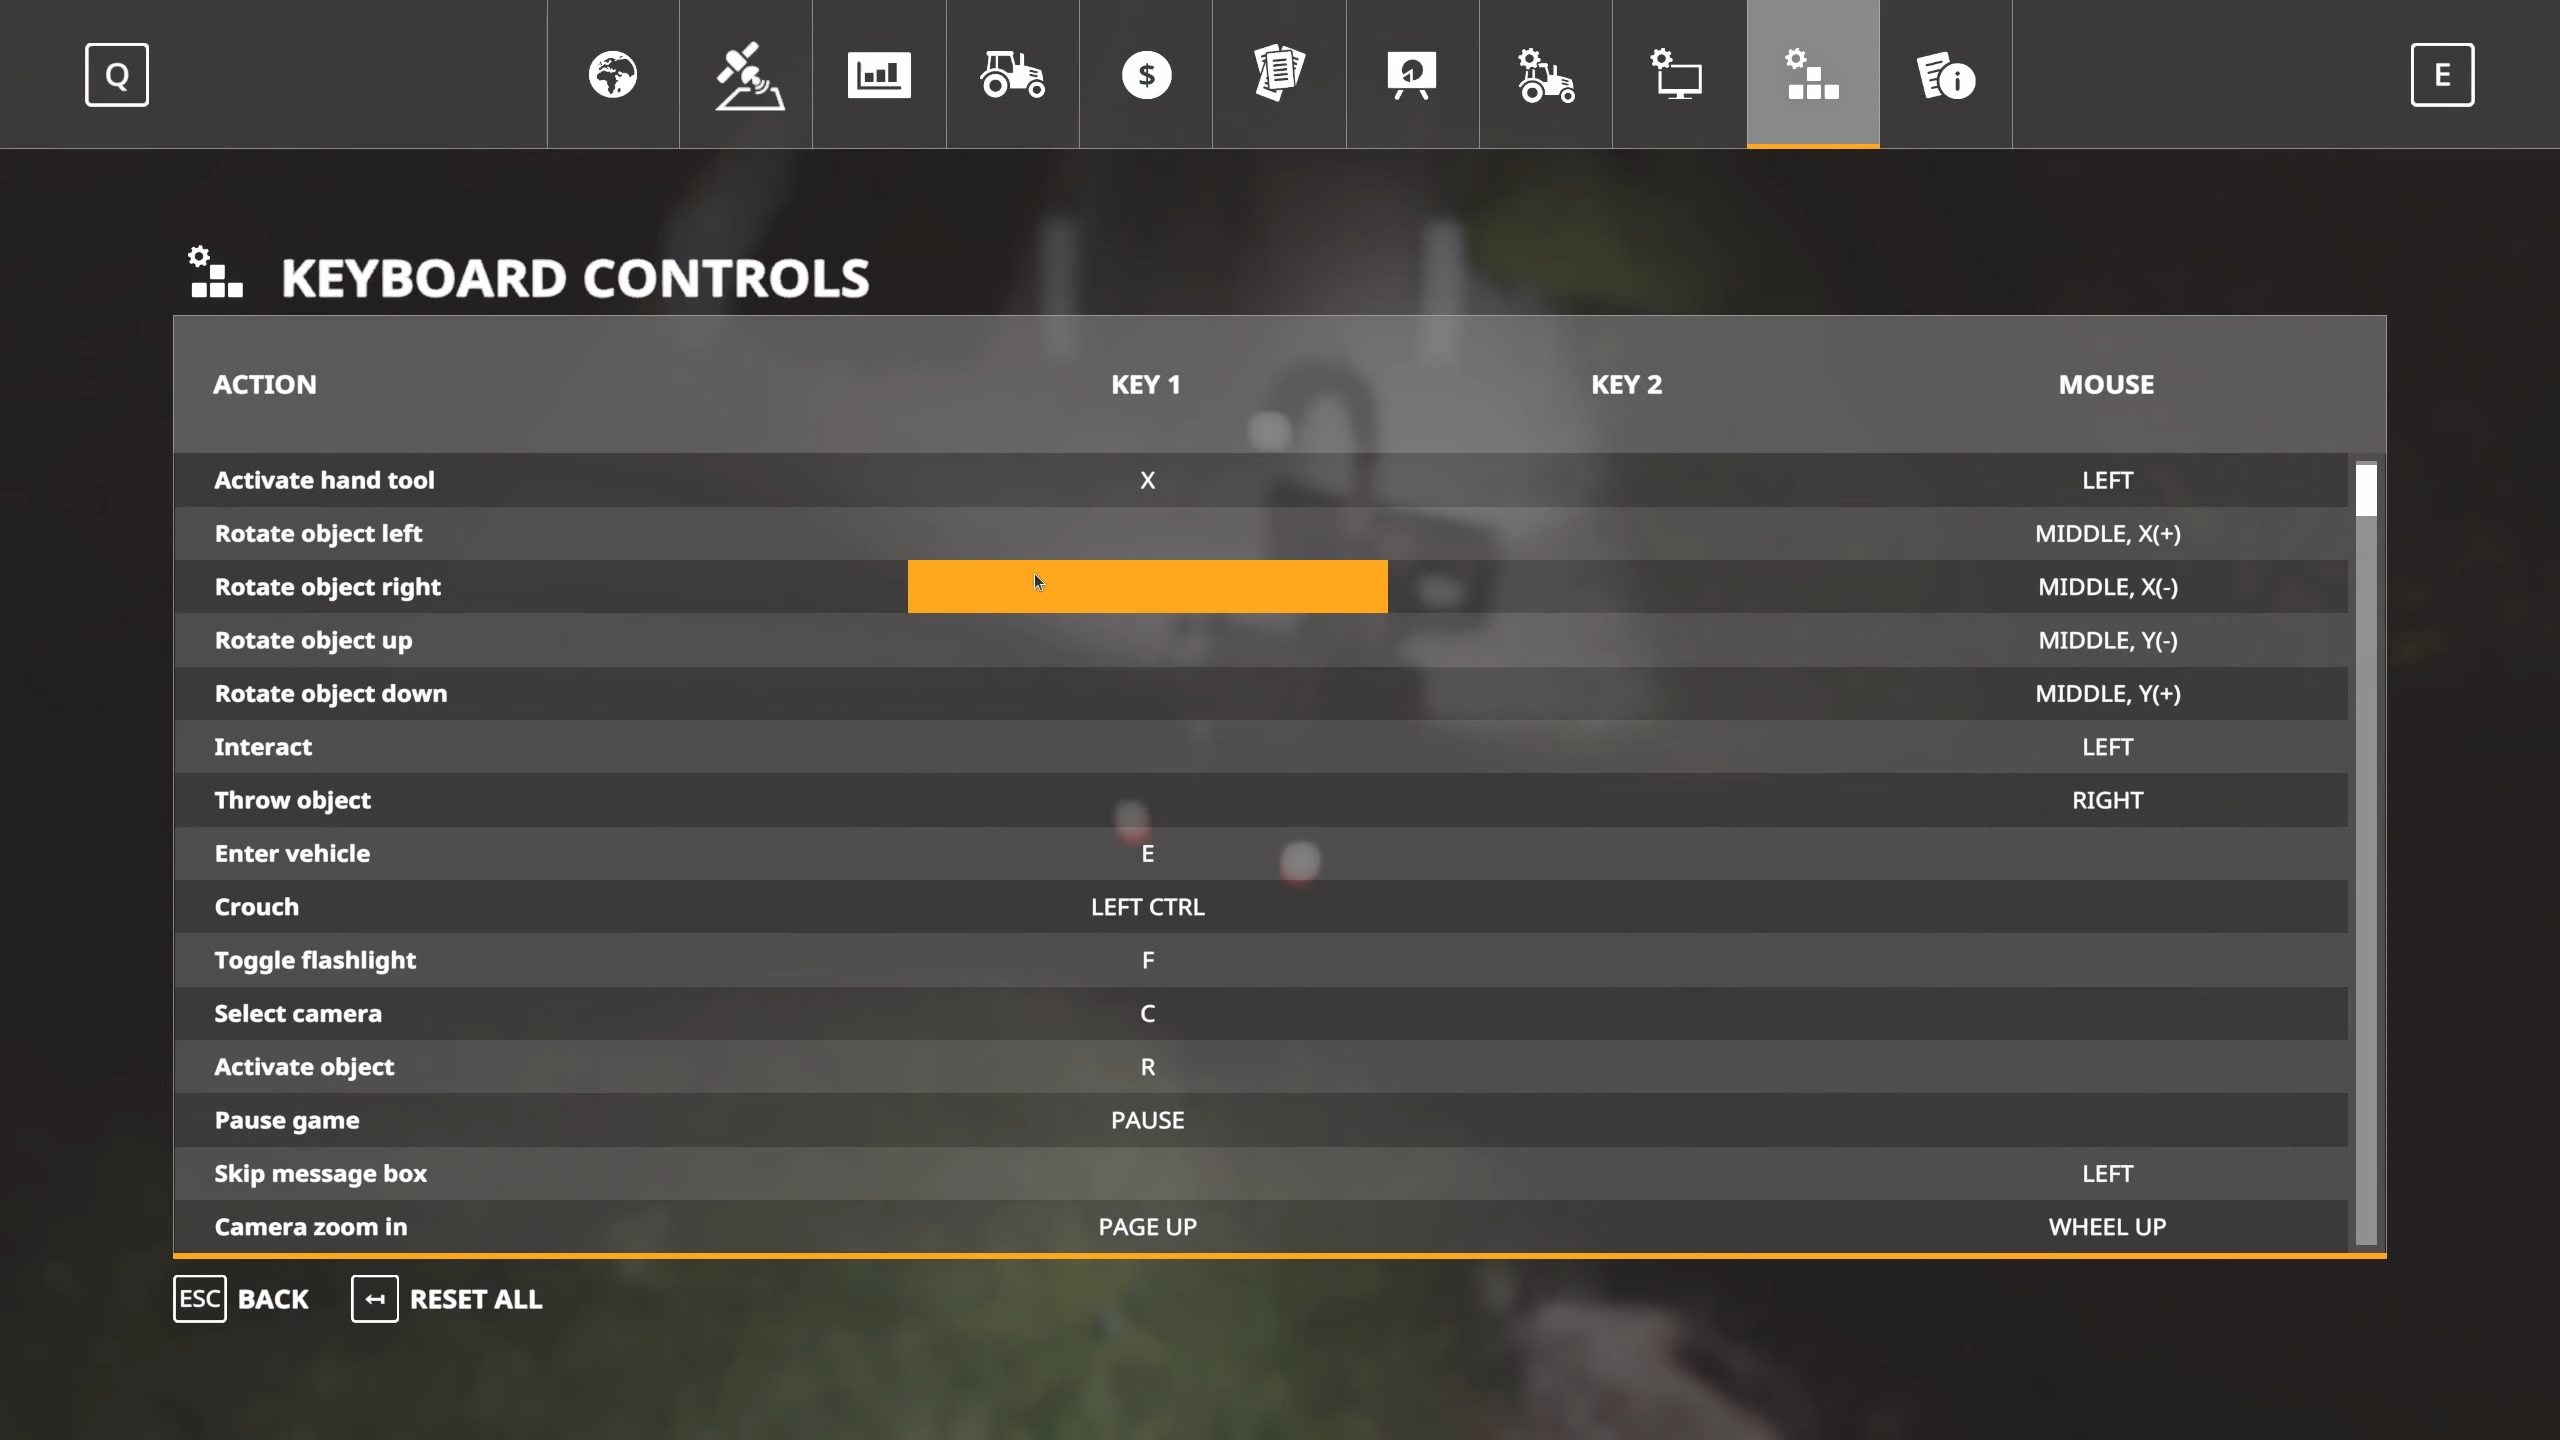 Q
E
KEYBOARD CONTROLS
ACTION KEY 1 KEY 2 MOUSE
Activate hand tool X LEFT
Rotate object left MIDDLE, X(+)
Rotate object right MIDDLE, X(-)
Rotate object up MIDDLE, Y(-)
Rotate object down MIDDLE, Y(+)
Interact LEFT
Throw object RIGHT
Enter vehicle E
Crouch LEFT CTRL
Toggle flashlight F
Select camera C
Activate object R
Pause game PAUSE
Skip message box LEFT
Camera zoom in PAGE UP WHEEL UP
ESC BACK RESET ALL